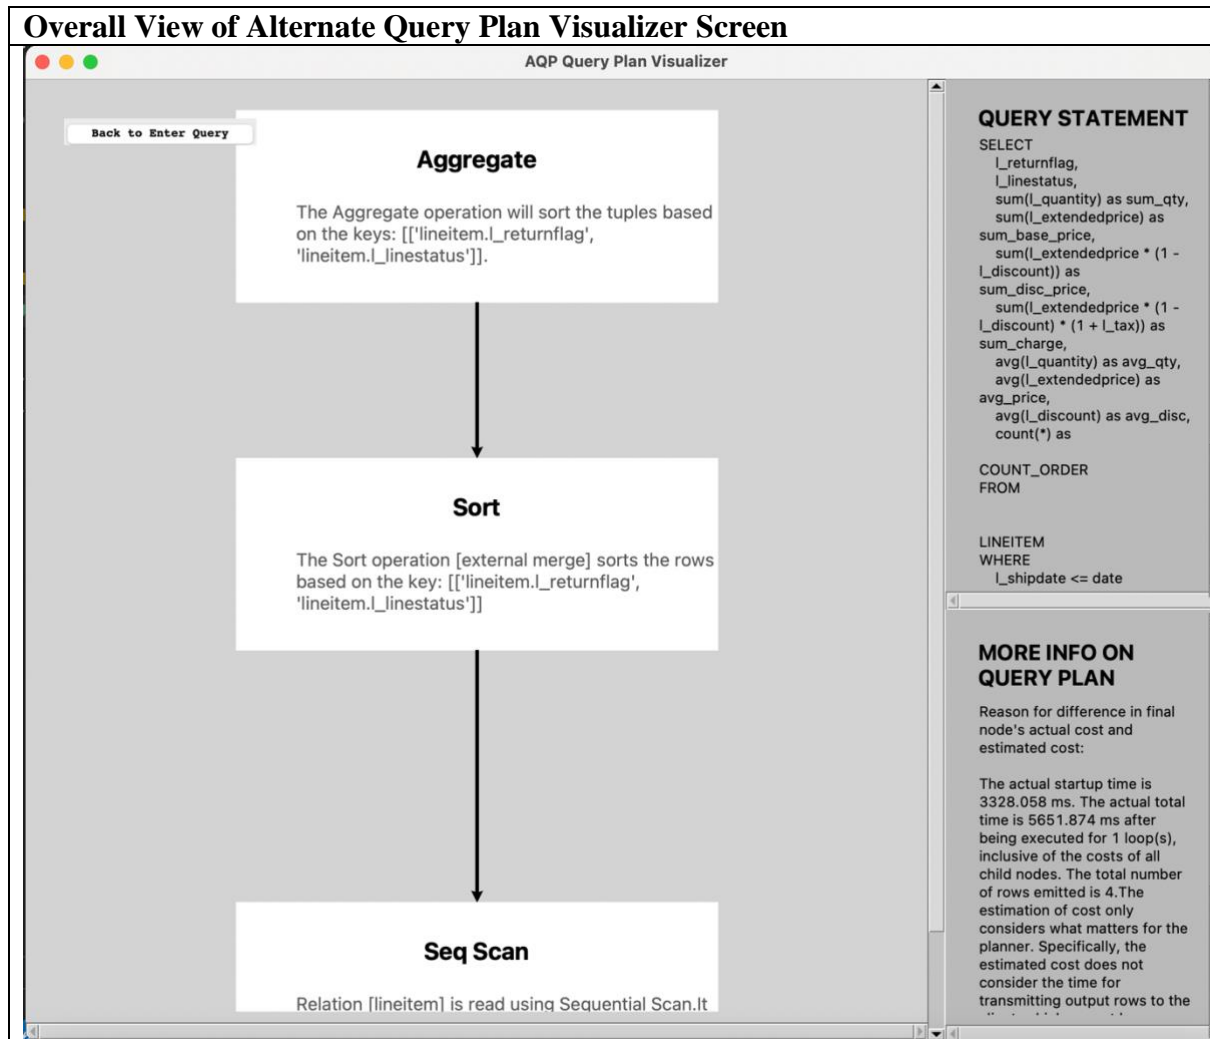 Overall View of Alternate Query Plan Visualizer Screen
AQP Query Plan Visualizer
Back to Enter Query
Aggregate
The Aggregate operation will sort the tuples based
on the keys: [['lineitem.l_returnflag',
'lineitem.l_linestatus']].
Sort
The Sort operation [external merge] sorts the rows
based on the key: [['lineitem.l_returnflag',
'lineitem.l_linestatus']]
Seq Scan
Relation [lineitem] is read using Sequential Scan.It
QUERY STATEMENT
SELECT
l_returnflag,
l_linestatus,
sum(l_quantity) as sum_qty,
sum(l_extendedprice) as
sum_base_price,
sum(l_extendedprice * (1 -
l_discount)) as
sum_disc_price,
sum(l_extendedprice * (1 -
l_discount) * (1 + l_tax)) as
sum_charge,
avg(l_quantity) as avg_qty,
avg(l_extendedprice) as
avg_price,
avg(l_discount) as avg_disc,
count(*) as
COUNT_ORDER
FROM
LINEITEM
WHERE
l_shipdate <= date
MORE INFO ON
QUERY PLAN
Reason for difference in final
node's actual cost and
estimated cost:
The actual startup time is
3328.058 ms. The actual total
time is 5651.874 ms after
being executed for 1 loop(s),
inclusive of the costs of all
child nodes. The total number
of rows emitted is 4.The
estimation of cost only
considers what matters for the
planner. Specifically, the
estimated cost does not
consider the time for
transmitting output rows to the